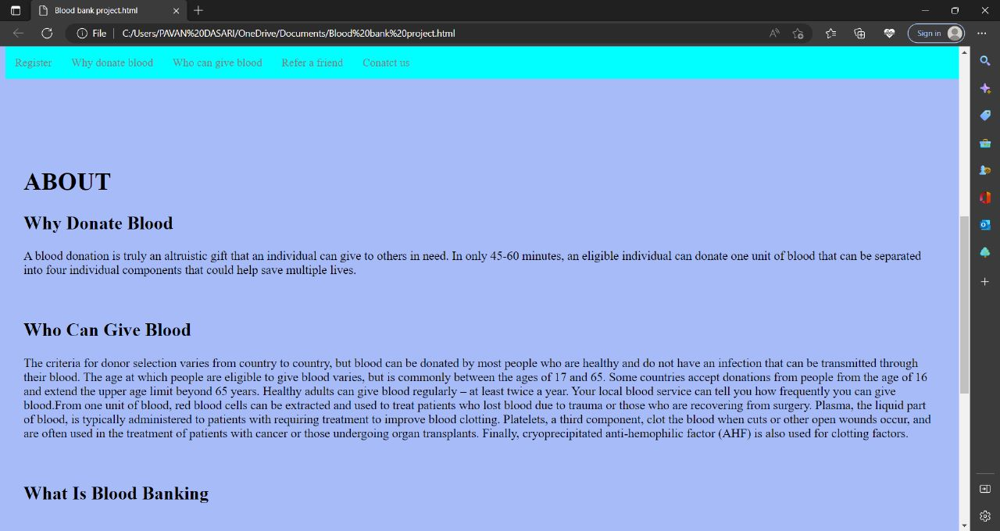 Blood bank project.html
File
C:/Users/PAVAN%20DASARI/OneDrive/Documents/Blood%20bank%20project.html
Sign in
Register Why donate blood Who can give blood Refer a friend Conatct us
ABOUT
Why Donate Blood
A blood donation is truly an altruistic gift that an individual can give to others in need. In only 45-60 minutes, an eligible individual can donate one unit of blood that can be separated
into four individual components that could help save multiple lives.
Who Can Give Blood
The criteria for donor selection varies from country to country, but blood can be donated by most people who are healthy and do not have an infection that can be transmitted through
their blood. The age at which people are eligible to give blood varies, but is commonly between the ages of 17 and 65. Some countries accept donations from people from the age of 16
and extend the upper age limit beyond 65 years. Healthy adults can give blood regularly – at least twice a year. Your local blood service can tell you how frequently you can give
blood.From one unit of blood, red blood cells can be extracted and used to treat patients who lost blood due to trauma or those who are recovering from surgery. Plasma, the liquid part
of blood, is typically administered to patients with requiring treatment to improve blood clotting. Platelets, a third component, clot the blood when cuts or other open wounds occur, and
are often used in the treatment of patients with cancer or those undergoing organ transplants. Finally, cryoprecipitated anti-hemophilic factor (AHF) is also used for clotting factors.
What Is Blood Banking